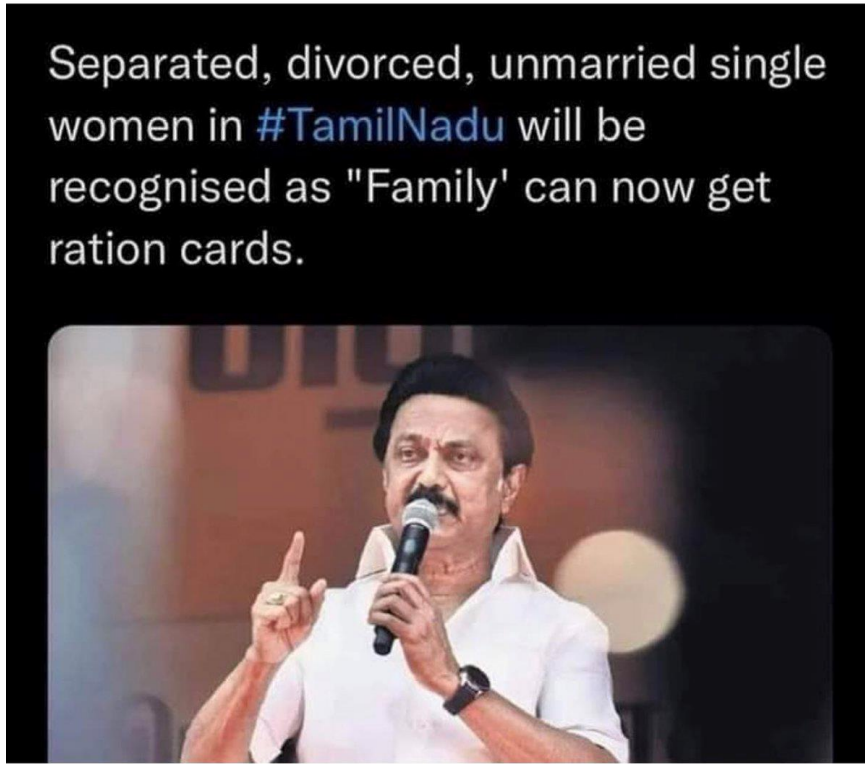 Separated, divorced, unmarried single
women in #TamilNadu will be
recognised as "Family' can now get
ration cards.